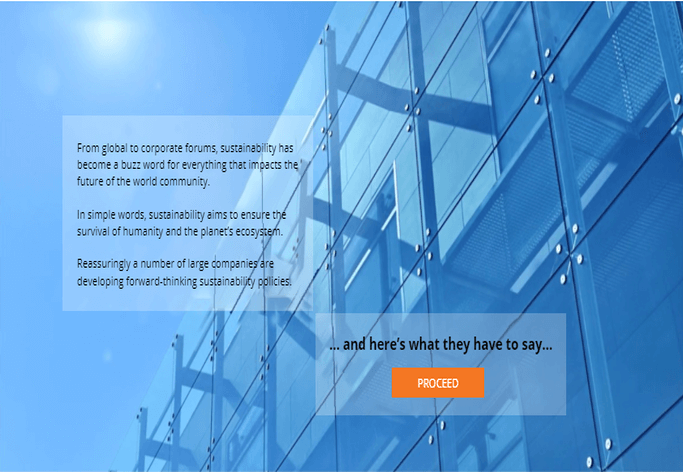 From global to corporate forums, sustainability has
become a buzz word for everything that impacts the
future of the world community.
In simple words, sustainability aims to ensure the
survival of humanity and the planet's ecosystem.
Reassuringly a number of large companies are
developing forward-thinking sustainability policies.
... and here's what they have to say...
PROCEED